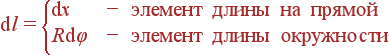 dl = { dx − элемент длины на прямой
Rdφ − элемент длины окружности